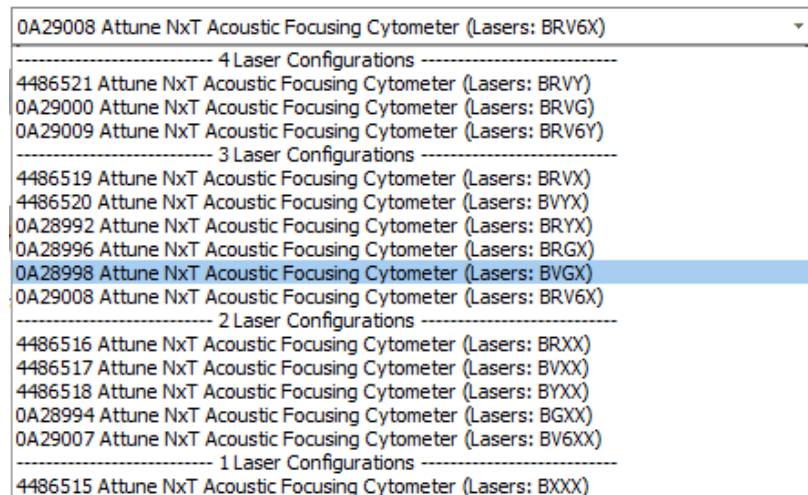 0A29008 Attune NxT Acoustic Focusing Cytometer (Lasers: BRV6X)
--------------------------- 4 Laser Configurations ---------------------------
4486521 Attune NxT Acoustic Focusing Cytometer (Lasers: BRVY)
0A29000 Attune NxT Acoustic Focusing Cytometer (Lasers: BRVG)
0A29009 Attune NxT Acoustic Focusing Cytometer (Lasers: BRV6Y)
--------------------------- 3 Laser Configurations ---------------------------
4486519 Attune NxT Acoustic Focusing Cytometer (Lasers: BRVX)
4486520 Attune NxT Acoustic Focusing Cytometer (Lasers: BVYX)
0A28992 Attune NxT Acoustic Focusing Cytometer (Lasers: BRYX)
0A28996 Attune NxT Acoustic Focusing Cytometer (Lasers: BRGX)
0A28998 Attune NxT Acoustic Focusing Cytometer (Lasers: BVGX)
0A29008 Attune NxT Acoustic Focusing Cytometer (Lasers: BRV6X)
--------------------------- 2 Laser Configurations ---------------------------
4486516 Attune NxT Acoustic Focusing Cytometer (Lasers: BRXX)
4486517 Attune NxT Acoustic Focusing Cytometer (Lasers: BVXX)
4486518 Attune NxT Acoustic Focusing Cytometer (Lasers: BYXX)
0A28994 Attune NxT Acoustic Focusing Cytometer (Lasers: BGXX)
0A29007 Attune NxT Acoustic Focusing Cytometer (Lasers: BV6XX)
--------------------------- 1 Laser Configurations ---------------------------
4486515 Attune NxT Acoustic Focusing Cytometer (Lasers: BXXX)